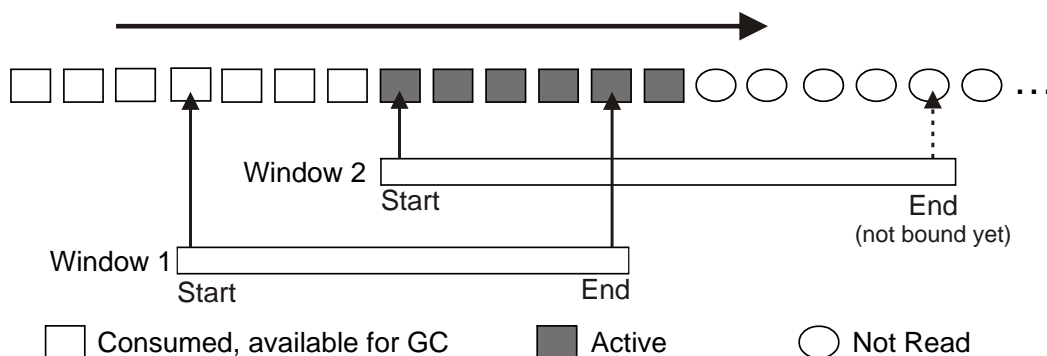 ...
Window 2
Start
End
(not bound yet)
Window 1
Start
End
Consumed, available for GC
Active
Not Read